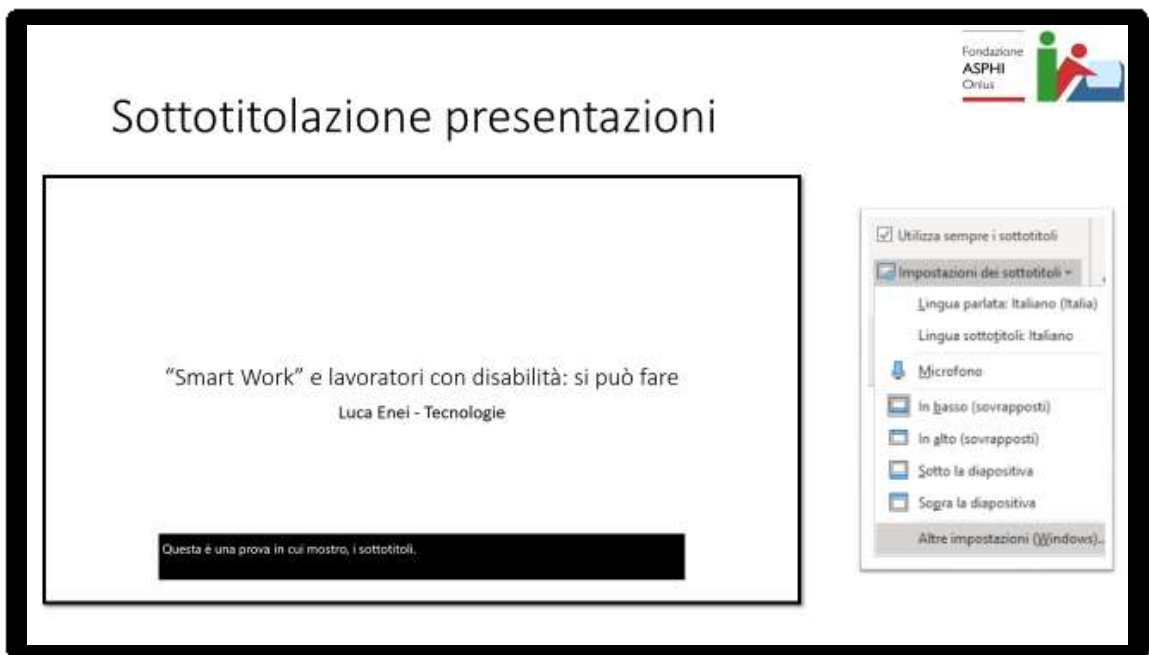 Fondazione
ASPHI
Onlus
Sottotitolazione presentazioni
“Smart Work” e lavoratori con disabilità: si può fare
Luca Enei - Tecnologie
Questa é una prova in cui mostro, i sottotitoli.
Utilizza sempre i sottotitoli
Impostazioni dei sottotitoli
Lingua parlata: Italiano (Italia)
Lingua sottotitoli: Italiano
Microfono
In basso (sovrapposti)
In alto (sovrapposti)
Sotto la diapositiva
Sopra la diapositiva
Altre impostazioni (Windows)...